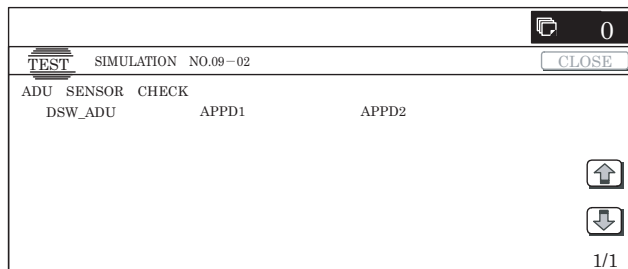 0
TEST SIMULATION NO.09-02 CLOSE
ADU SENSOR CHECK
DSW_ADU APPD1 APPD2
1/1